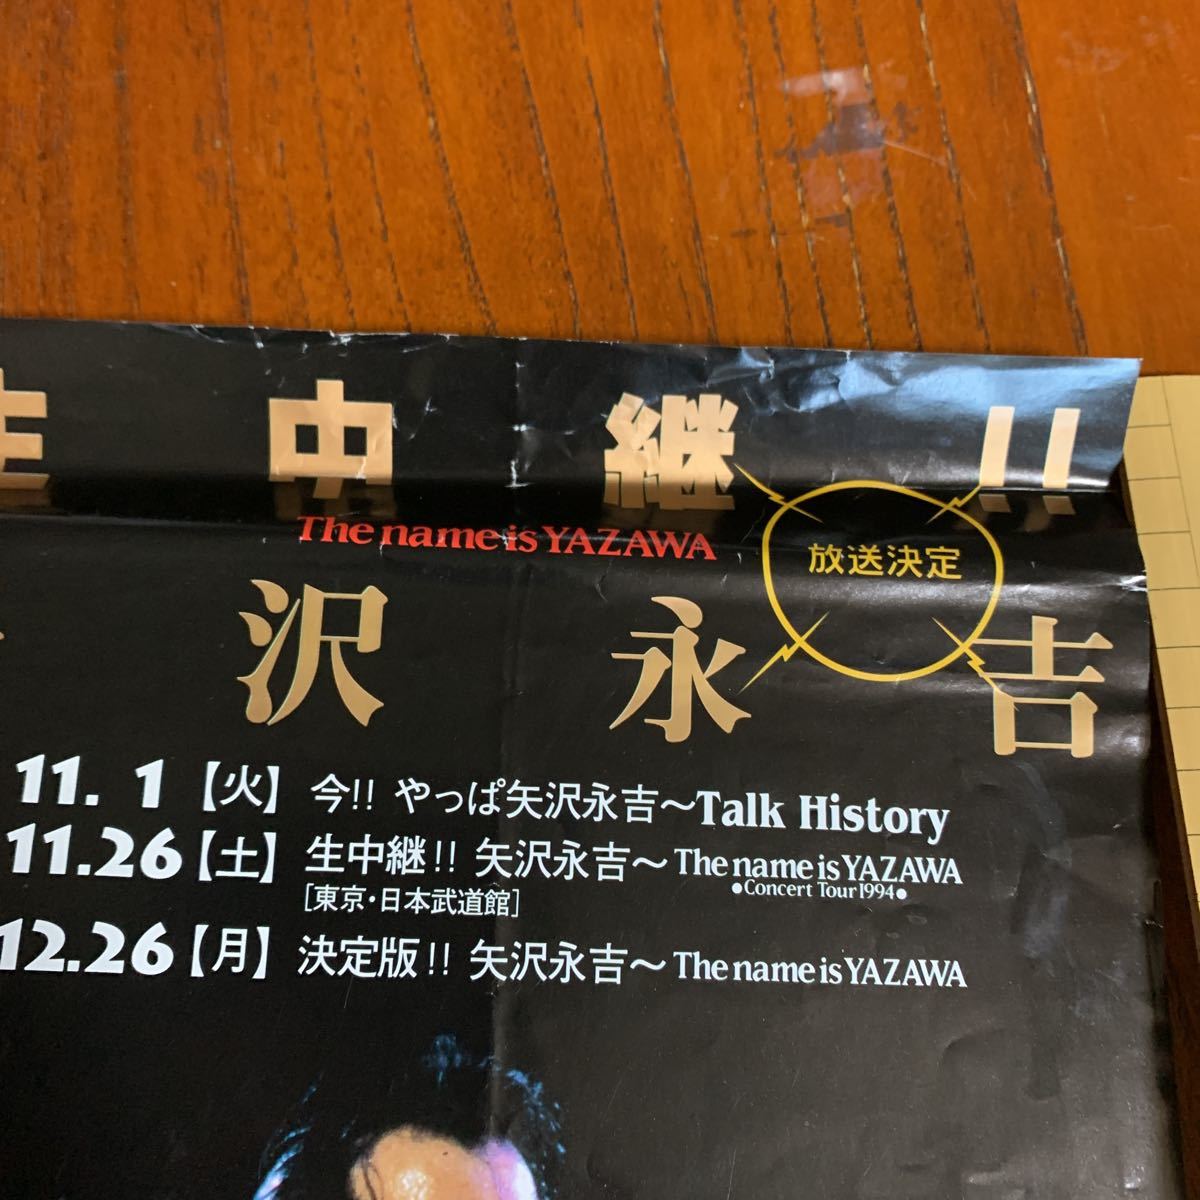 生中継!!
The name is YAZAWA
放送決定
沢永吉
11. 1【火】今!! やっぱ矢沢永吉〜Talk History
11.26【土】生中継!! 矢沢永吉〜The name is YAZAWA
●Concert Tour 1994●
[東京・日本武道館]
12.26【月】決定版!! 矢沢永吉〜The name is YAZAWA